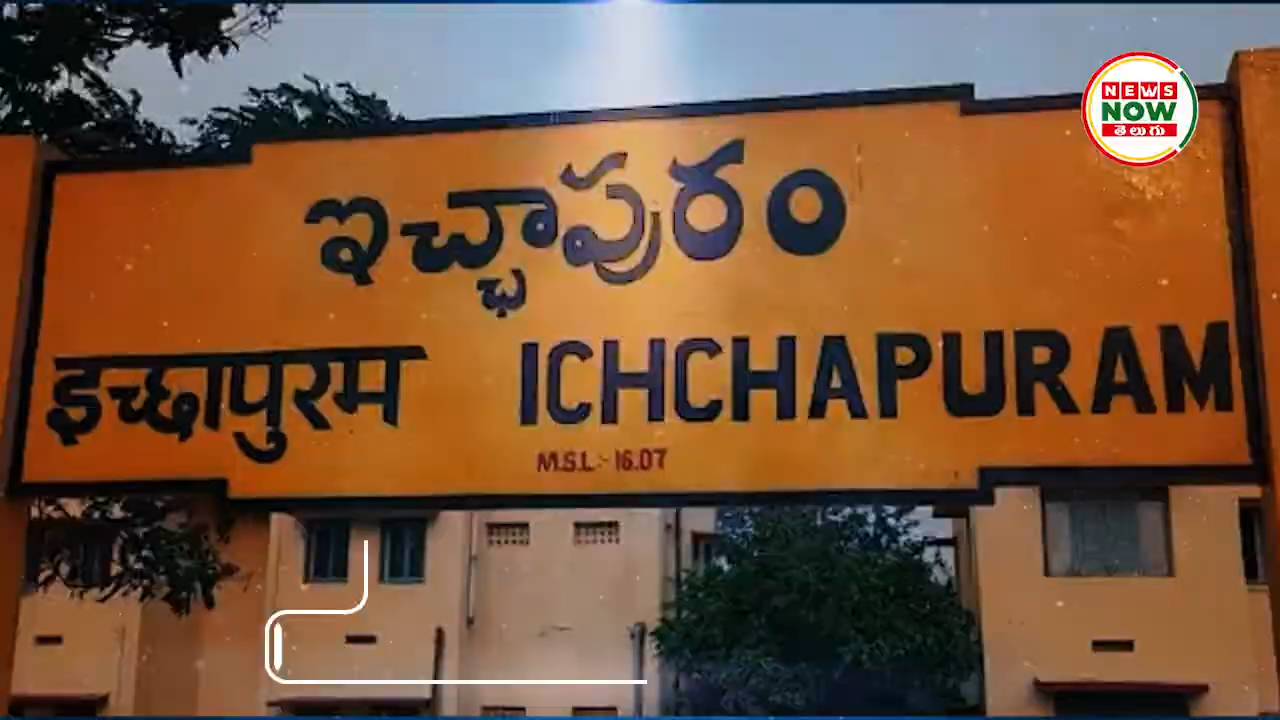 NEWS
NOW
తెలుగు
ఇచ్ఛాపురం
इच्छापुरम ICHCHAPURAM
M.S.L :- 16.07